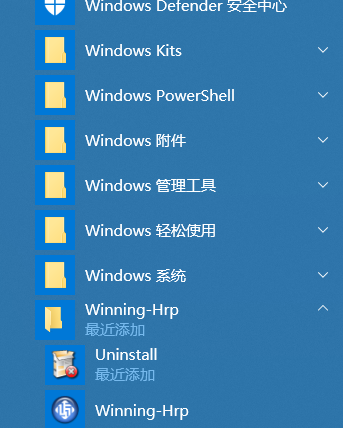 Windows Defender 安全中心
Windows Kits
Windows PowerShell
Windows 附件
Windows 管理工具
Windows 轻松使用
Windows 系统
Winning-Hrp
最近添加
Uninstall
最近添加
Winning-Hrp